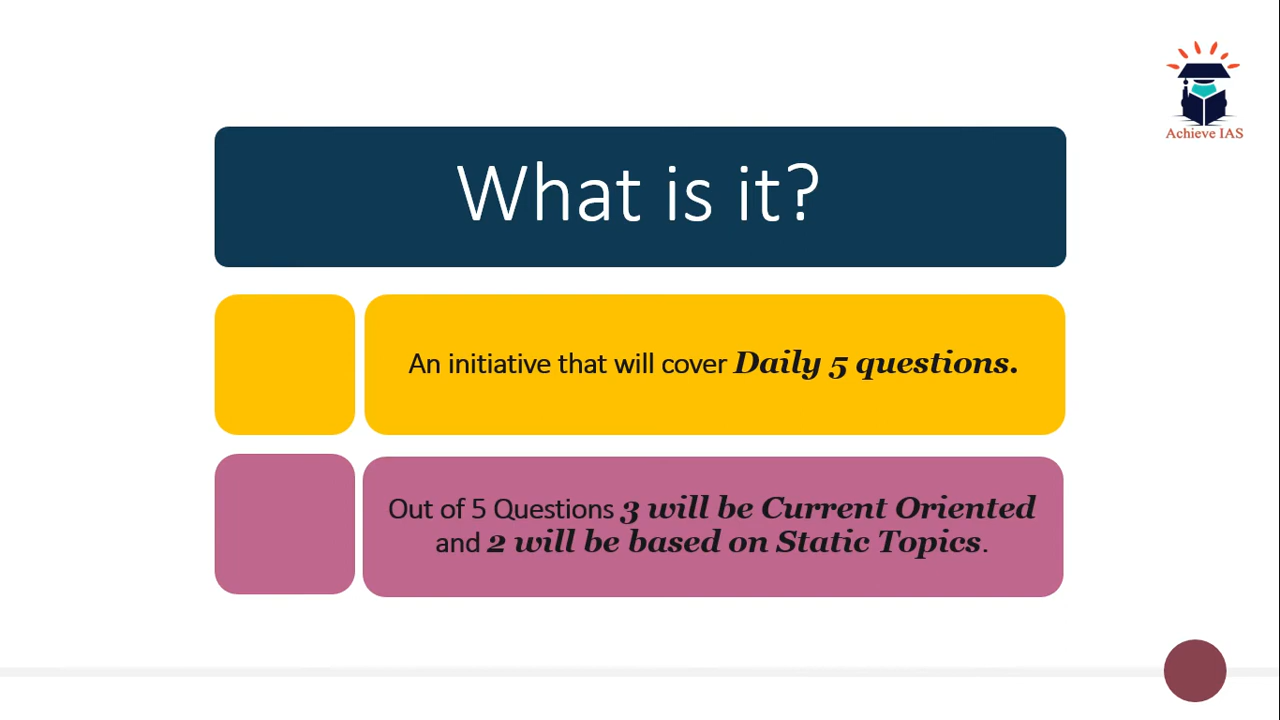 Achieve IAS
What is it?
An initiative that will cover Daily 5 questions.
Out of 5 Questions 3 will be Current Oriented
and 2 will be based on Static Topics.